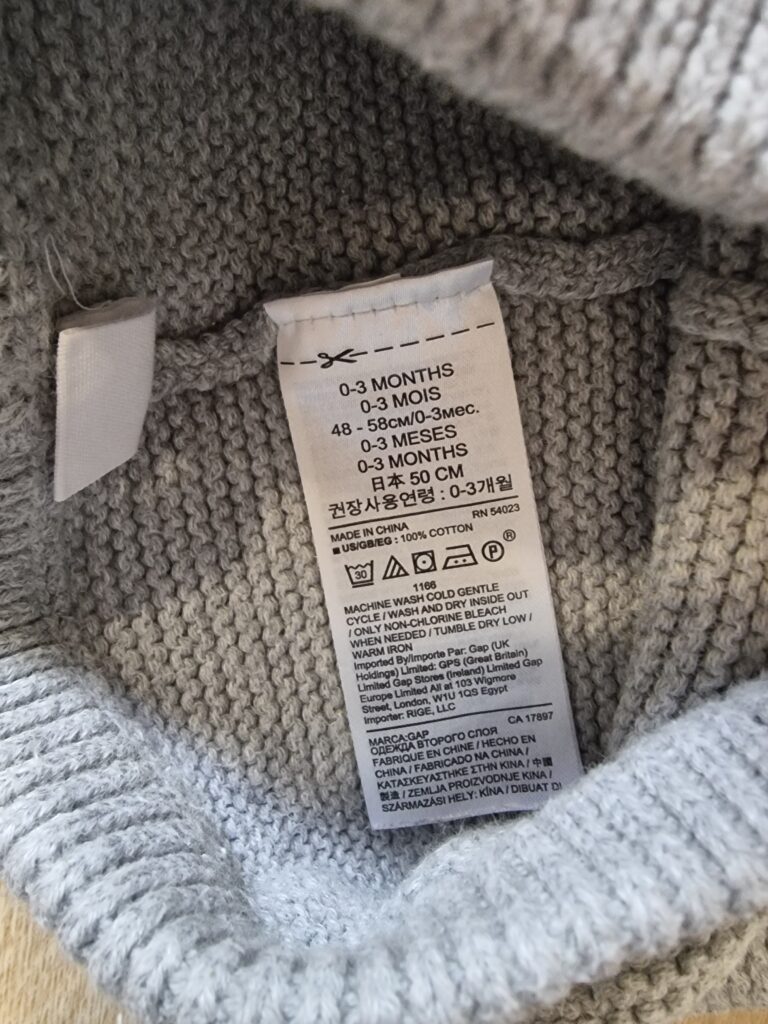 0-3 MONTHS
0-3 MOIS
48 - 58см/0-3мес.
0-3 MESES
0-3 MONTHS
日本 50 CM
권장사용연령 : 0-3개월
RN 54023
MADE IN CHINA
■ US/GB/EG : 100% COTTON
30 P ®
1166
MACHINE WASH COLD GENTLE
CYCLE / WASH AND DRY INSIDE OUT
/ ONLY NON-CHLORINE BLEACH
WHEN NEEDED / TUMBLE DRY LOW /
WARM IRON
Imported By/Importe Par: Gap (UK
Holdings) Limited: GPS (Great Britain)
Limited Gap Stores (Ireland) Limited Gap
Europe Limited All at 103 Wigmore
Street, London, W1U 1QS Egypt
Importer: RIGE, LLC
CA 17897
MARCA:GAP
ОДЕЖДА ВТОРОГО СЛОЯ
FABRIQUE EN CHINE / HECHO EN
CHINA / FABRICADO NA CHINA /
ΚΑΤΑΣΚΕΥΑΣΤΗΚΕ ΣΤΗΝ ΚΙΝΑ / 中國
製造 / ZEMLJA PROIZVODNJE KINA /
SZÁRMAZÁSI HELY: KÍNA / DIBUAT DI